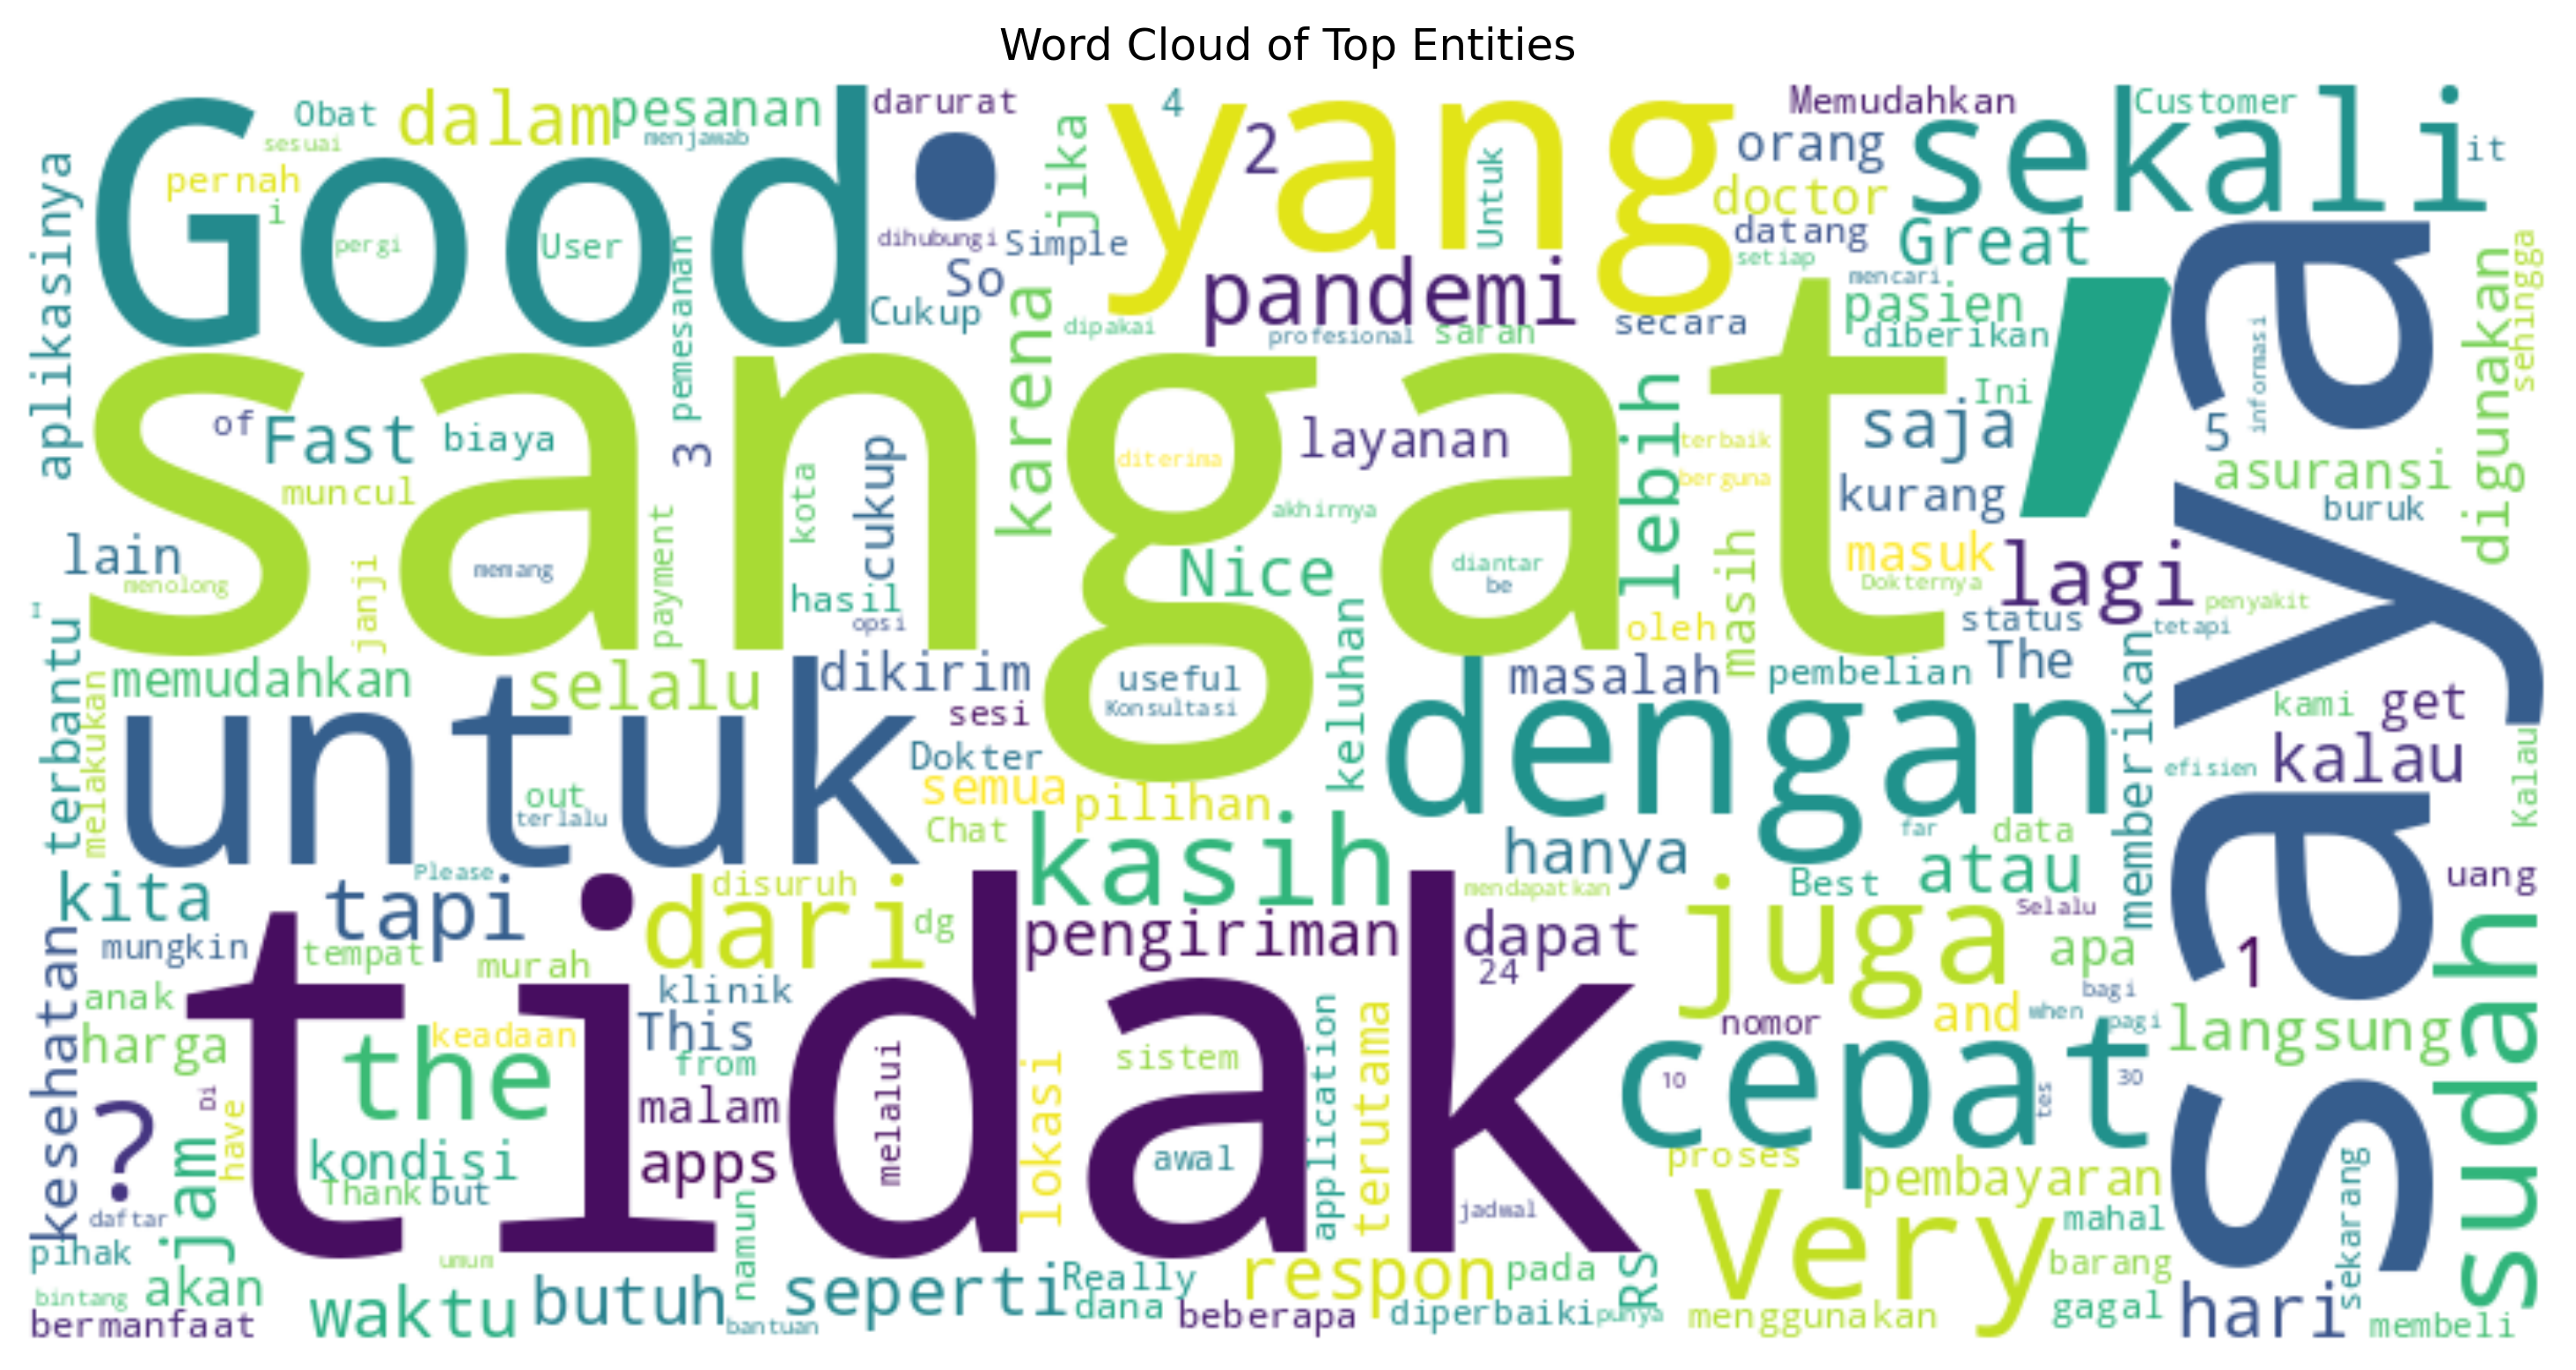 Word Cloud of Top Entities
Obat
dalam
pesanan
darurat
4
Memudahkan
Customer
sesuai
menjawab
Good
.
yang
2
orang
sekali
it
pernah
i
jika
Untuk
doctor
aplikasinya
pergi
User
dihubungi
Simple
datang
Great
setiap
So
pandemi
mencari
pemesanan
Cukup
karena
dipakai
profesional
saran
secara
pasien
diberikan
,
digunakan
sehingga
informasi
sangat
of
Fast
biaya
3
cukup
layanan
lebih
terbaik
Ini
saja
5
muncul
kota
diterima
berguna
kurang
asuransi
buruk
akhirnya
payment
lain
menolong
janji
memang
hasil
opsi
Nice
diantar
be
masih
masuk
Dokternya
lagi
penyakit
I
oleh
status
tetapi
terbantu
memudahkan
selalu
dikirim
useful
Konsultasi
keluhan
masalah
pembelian
The
saya
melakukan
untuk
sesi
Dokter
dengan
memberikan
kami
get
efisien
kalau
Kalau
out
terlalu
semua
pilihan
Chat
kasih
hanya
far
data
Please
kita
tapi
disuruh
dari
dg
mendapatkan
Best
atau
uang
Selalu
kesehatan
mungkin
tempat
murah
pengiriman
dapat
24
juga
apa
1
sudah
anak
klinik
bagi
harga
keadaan
This
nomor
and
when
pagi
langsung
the
from
tidak
melalui
lokasi
sistem
application
terutama
cepat
10
30
tes
?
Di
have
jam
malam
kondisi
apps
awal
proses
pembayaran
Thank
but
daftar
namun
jadwal
Very
mahal
sekarang
pihak
umum
respon
pada
RS
barang
bintang
akan
waktu
butuh
seperti
Really
dana
gagal
hari
bermanfaat
bantuan
beberapa
diperbaiki
punya
menggunakan
membeli